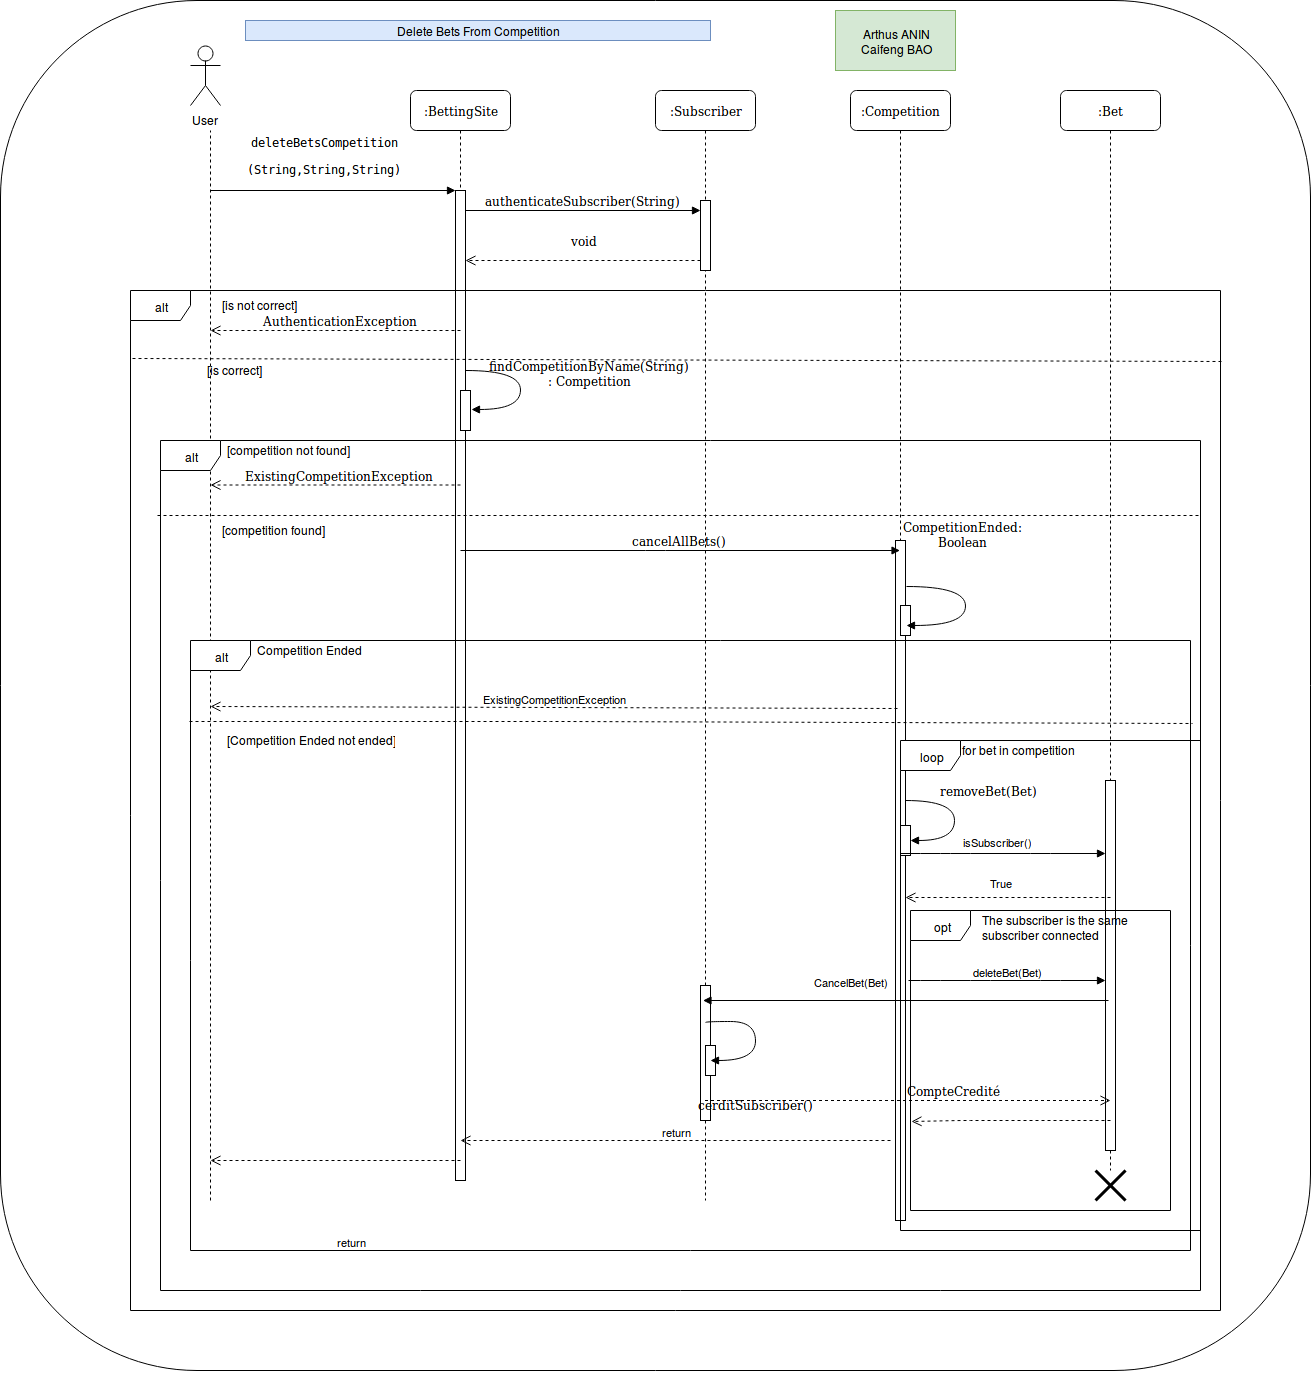 Delete Bets From Competition
Arthus ANIN
Caifeng BAO
User
:BettingSite
:Subscriber
:Competition
:Bet
deleteBetsCompetition
(String,String,String)
authenticateSubscriber(String)
void
alt
[is not correct]
AuthenticationException
[is correct]
findCompetitionByName(String)
: Competition
alt
[competition not found]
ExistingCompetitionException
[competition found]
CompetitionEnded:
Boolean
cancelAllBets()
alt
Competition Ended
ExistingCompetitionException
[Competition Ended not ended]
loop
for bet in competition
removeBet(Bet)
isSubscriber()
True
opt
The subscriber is the same
subscriber connected
deleteBet(Bet)
CancelBet(Bet)
CompteCredité
cerditSubscriber()
return
return